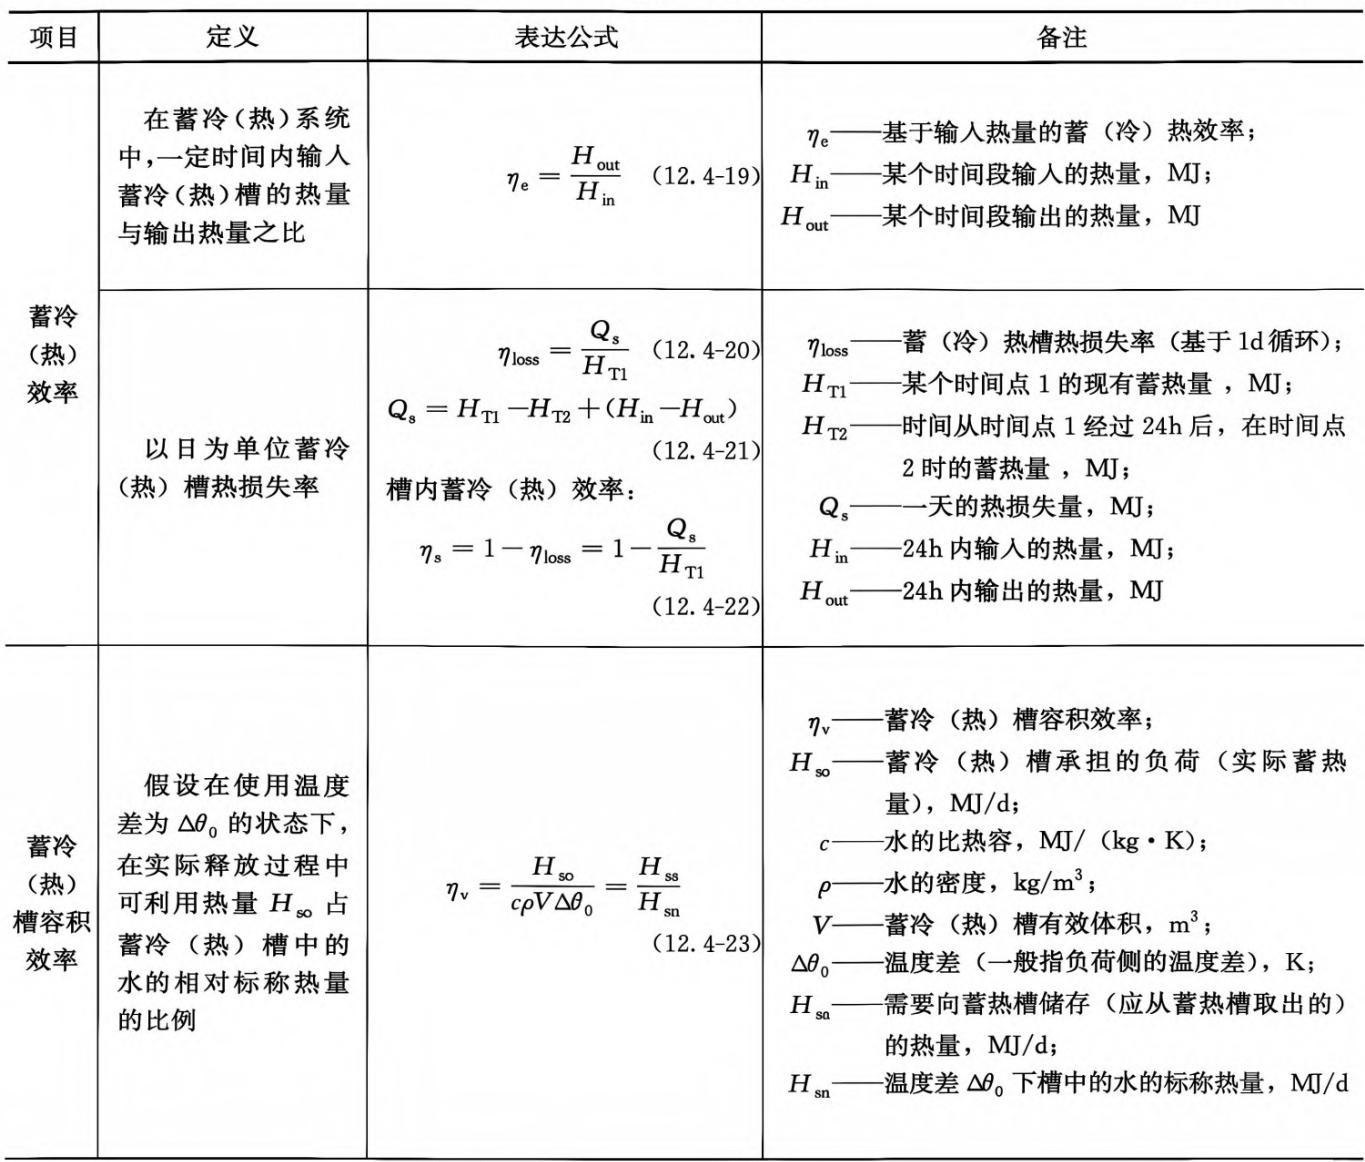 项目 定义 表达公式 备注
蓄冷
(热)
效率
在蓄冷(热)系统
中,一定时间内输入
蓄冷(热)槽的热量
与输出热量之比
η_e = H_out / H_in (12.4-19)
η_e——基于输入热量的蓄(冷)热效率;
H_in——某个时间段输入的热量,MJ;
H_out——某个时间段输出的热量,MJ
以日为单位蓄冷
(热)槽热损失率
η_loss = Q_s / H_T1 (12.4-20)
Q_s = H_T1 - H_T2 + (H_in - H_out)
(12.4-21)
槽内蓄冷(热)效率:
η_s = 1 - η_loss = 1 - Q_s / H_T1
(12.4-22)
η_loss——蓄(冷)热槽热损失率(基于1d循环);
H_T1——某个时间点1的现有蓄热量,MJ;
H_T2——时间从时间点1经过24h后,在时间点
2时的蓄热量,MJ;
Q_s——一天的热损失量,MJ;
H_in——24h内输入的热量,MJ;
H_out——24h内输出的热量,MJ
蓄冷
(热)
槽容积
效率
假设在使用温度
差为Δθ_0的状态下,
在实际释放过程中
可利用热量H_so占
蓄冷(热)槽中的
水的相对标称热量
的比例
η_v = H_so / cρVΔθ_0 = H_ss / H_sn
(12.4-23)
η_v——蓄冷(热)槽容积效率;
H_so——蓄冷(热)槽承担的负荷(实际蓄热
量),MJ/d;
c——水的比热容,MJ/(kg·K);
ρ——水的密度,kg/m³;
V——蓄冷(热)槽有效体积,m³;
Δθ_0——温度差(一般指负荷侧的温度差),K;
H_sa——需要向蓄热槽储存(应从蓄热槽取出的)
的热量,MJ/d;
H_sn——温度差Δθ_0下槽中的水的标称热量,MJ/d